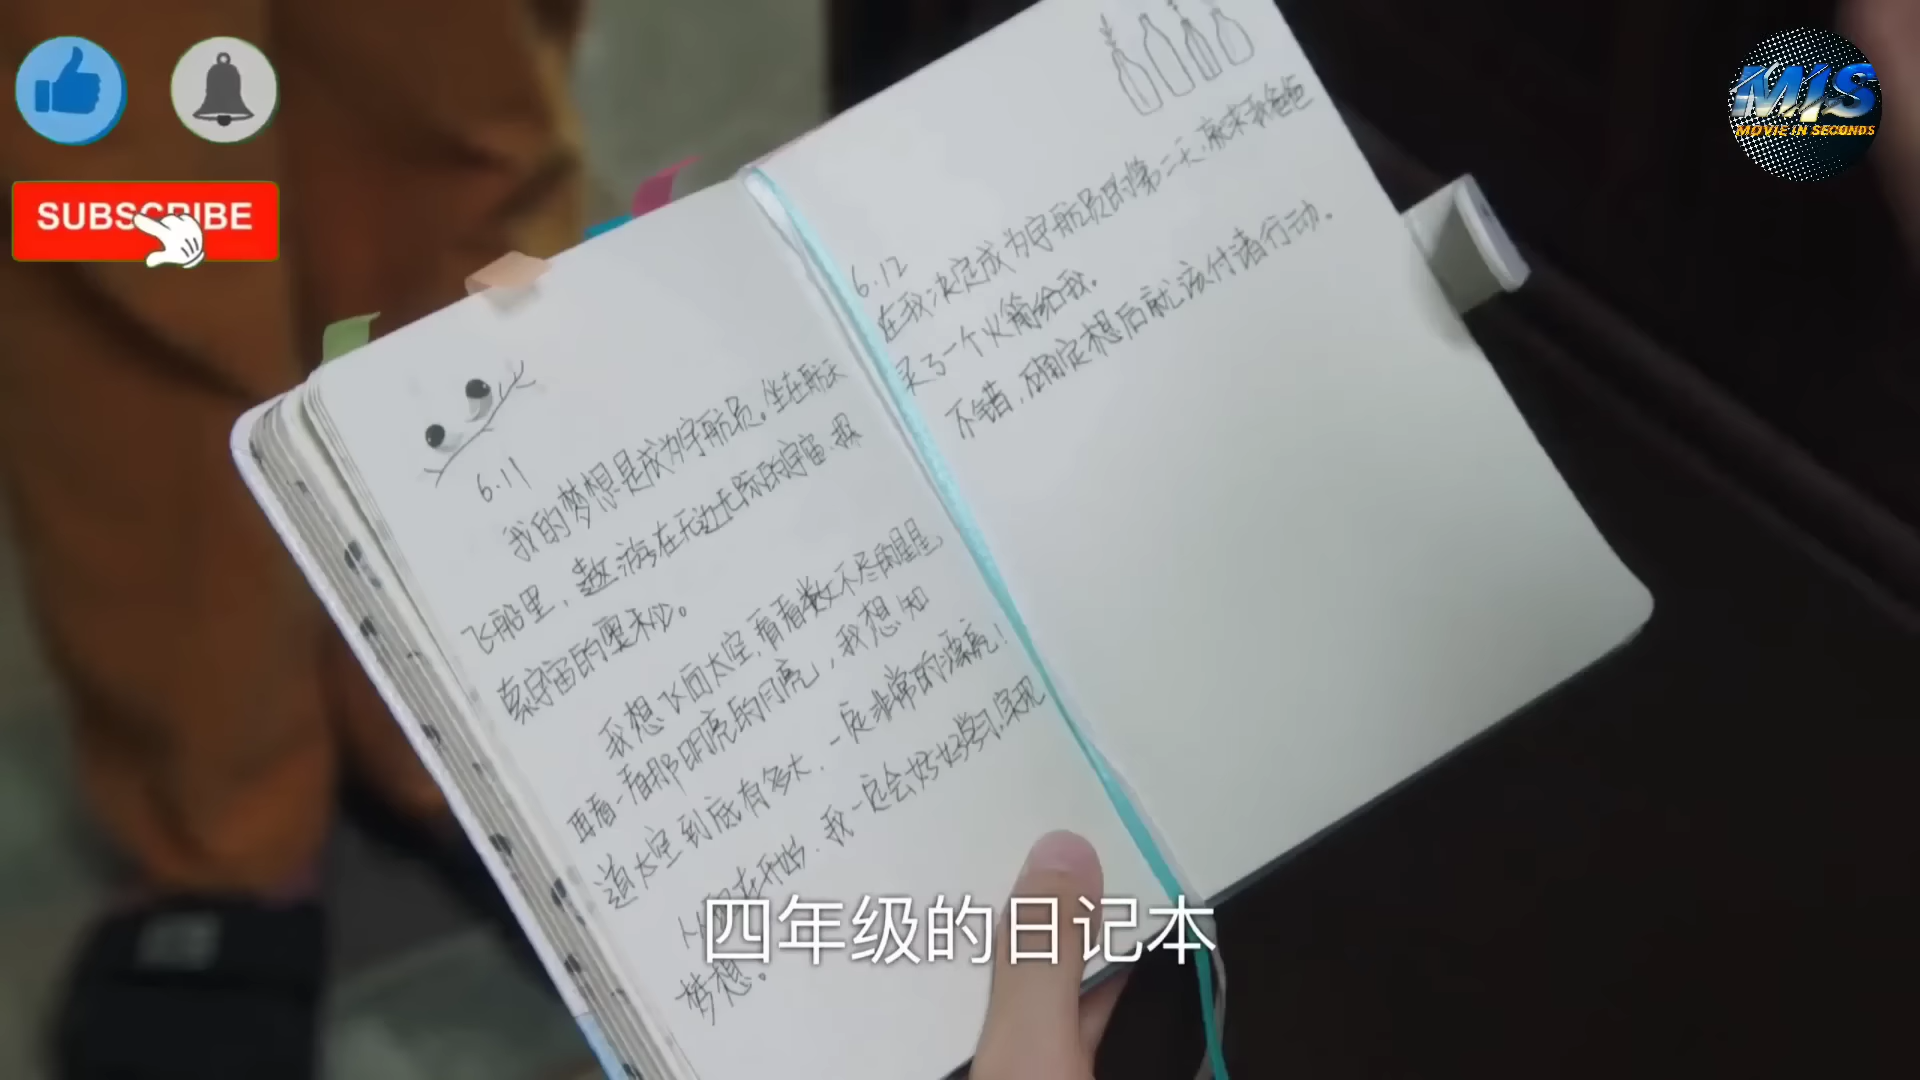 SUBSCRIBE
MIS
MOVIE IN SECONDS
6.11
我的梦想是成为宇航员。坐在航天
飞船里，遨游在无边无际的宇宙，探
索宇宙的奥秘。
我想飞向太空，看看数不尽的星星，
再看一看那明亮的月亮，我想知
道太空到底有多大，一定非常的漂亮！
从现在开始，我一定会好好学习，实现
梦想。
6.12
在我决定成为宇航员的第二天，就求我爸爸
买了一个火箭给我。
不错，在确定梦想后就该付诸行动。
四年级的日记本